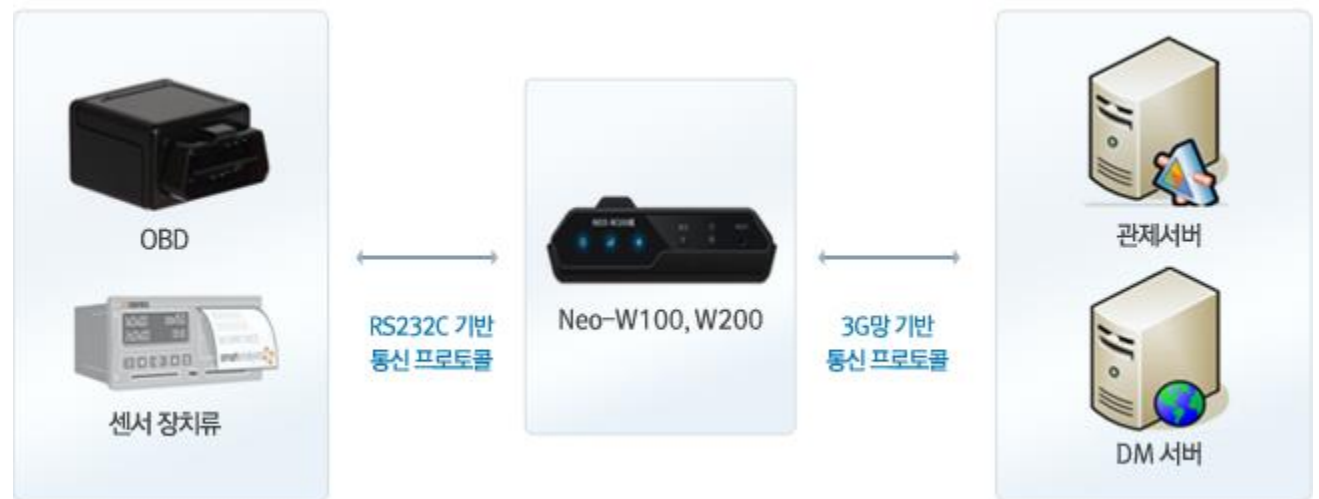 OBD
센서 장치류
RS232C 기반
통신 프로토콜
Neo-W100, W200
3G망 기반
통신 프로토콜
관제서버
DM 서버